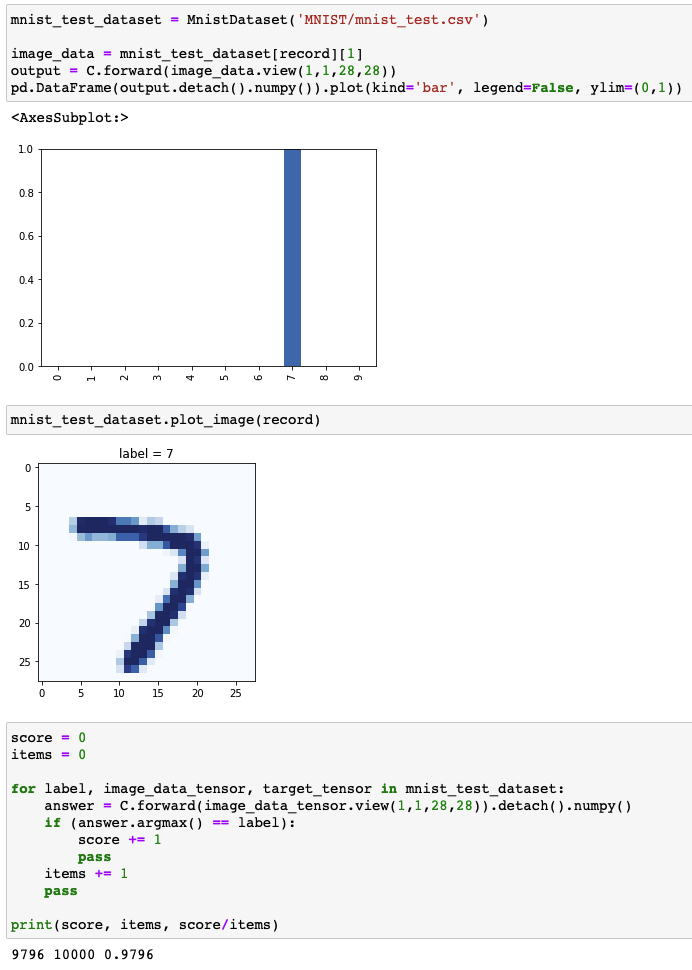 mnist_test_dataset = MnistDataset('MNIST/mnist_test.csv')
image_data = mnist_test_dataset[record][1]
output = C.forward(image_data.view(1,1,28,28))
pd.DataFrame(output.detach().numpy()).plot(kind='bar', legend=False, ylim=(0,1))
<AxesSubplot:>
1.0
0.8
0.6
0.4
0.2
0.0
0 1 2 3 4 5 6 7 8 9
mnist_test_dataset.plot_image(record)
label = 7
0
5
10
15
20
25
0 5 10 15 20 25
score = 0
items = 0
for label, image_data_tensor, target_tensor in mnist_test_dataset:
    answer = C.forward(image_data_tensor.view(1,1,28,28)).detach().numpy()
    if (answer.argmax() == label):
        score += 1
        pass
    items += 1
    pass
print(score, items, score/items)
9796 10000 0.9796